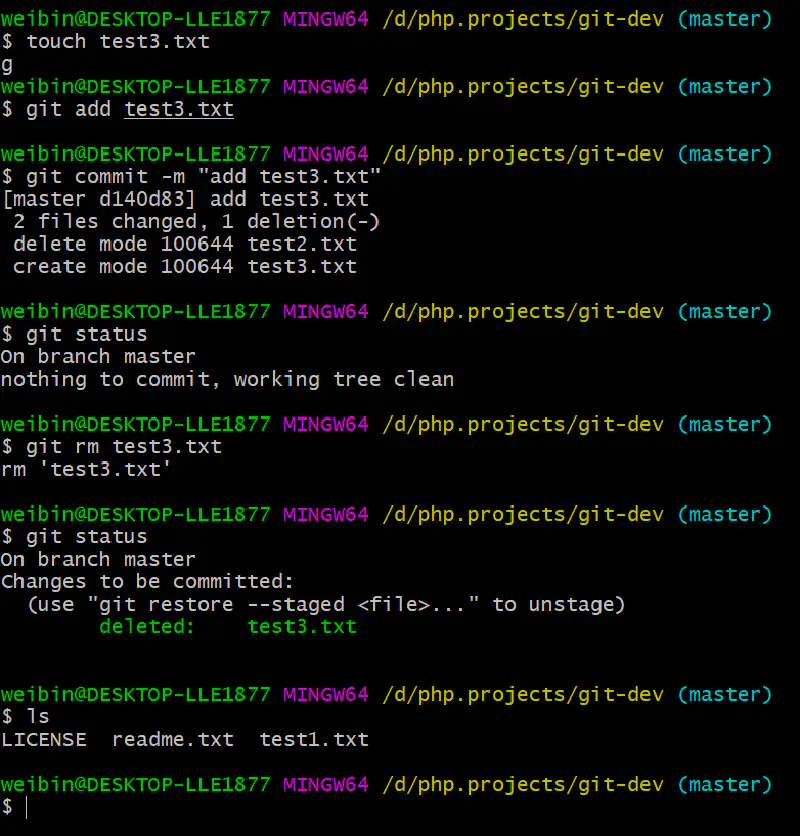 weibin@DESKTOP-LLE1877 MINGW64 /d/php.projects/git-dev (master)
$ touch test3.txt
g
weibin@DESKTOP-LLE1877 MINGW64 /d/php.projects/git-dev (master)
$ git add test3.txt
weibin@DESKTOP-LLE1877 MINGW64 /d/php.projects/git-dev (master)
$ git commit -m "add test3.txt"
[master d140d83] add test3.txt
 2 files changed, 1 deletion(-)
 delete mode 100644 test2.txt
 create mode 100644 test3.txt
weibin@DESKTOP-LLE1877 MINGW64 /d/php.projects/git-dev (master)
$ git status
On branch master
nothing to commit, working tree clean
weibin@DESKTOP-LLE1877 MINGW64 /d/php.projects/git-dev (master)
$ git rm test3.txt
rm 'test3.txt'
weibin@DESKTOP-LLE1877 MINGW64 /d/php.projects/git-dev (master)
$ git status
On branch master
Changes to be committed:
  (use "git restore --staged <file>..." to unstage)
        deleted:    test3.txt
weibin@DESKTOP-LLE1877 MINGW64 /d/php.projects/git-dev (master)
$ ls
LICENSE  readme.txt  test1.txt
weibin@DESKTOP-LLE1877 MINGW64 /d/php.projects/git-dev (master)
$